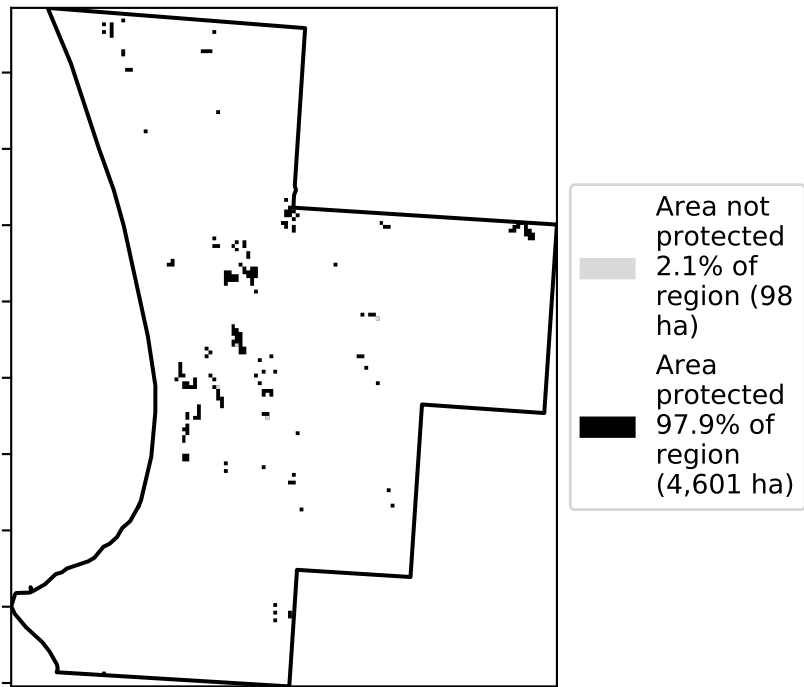 Area not
protected
2.1% of
region (98
ha)
Area
protected
97.9% of
region
(4,601 ha)